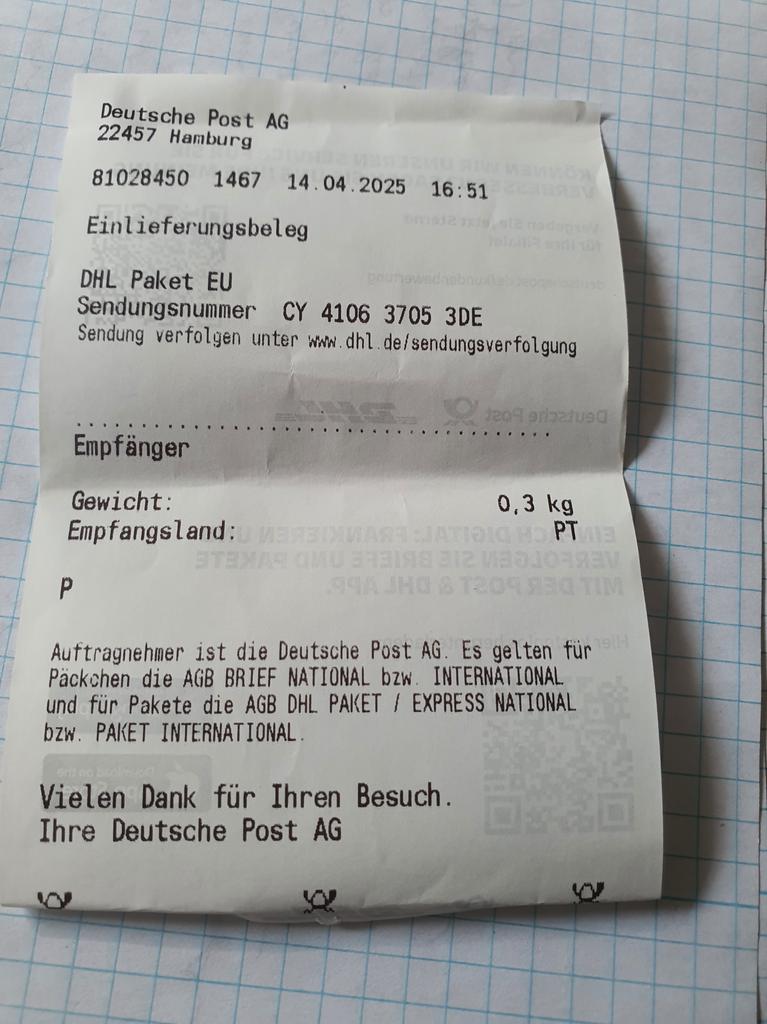 Deutsche Post AG
22457 Hamburg
81028450 1467 14.04.2025 16:51
Einlieferungsbeleg
DHL Paket EU
Sendungsnummer CY 4106 3705 3DE
Sendung verfolgen unter www.dhl.de/sendungsverfolgung
Empfänger
Gewicht: 0,3 kg
Empfangsland: PT
P
Auftragnehmer ist die Deutsche Post AG. Es gelten für
Päckchen die AGB BRIEF NATIONAL bzw. INTERNATIONAL
und für Pakete die AGB DHL PAKET / EXPRESS NATIONAL
bzw. PAKET INTERNATIONAL.
Vielen Dank für Ihren Besuch.
Ihre Deutsche Post AG